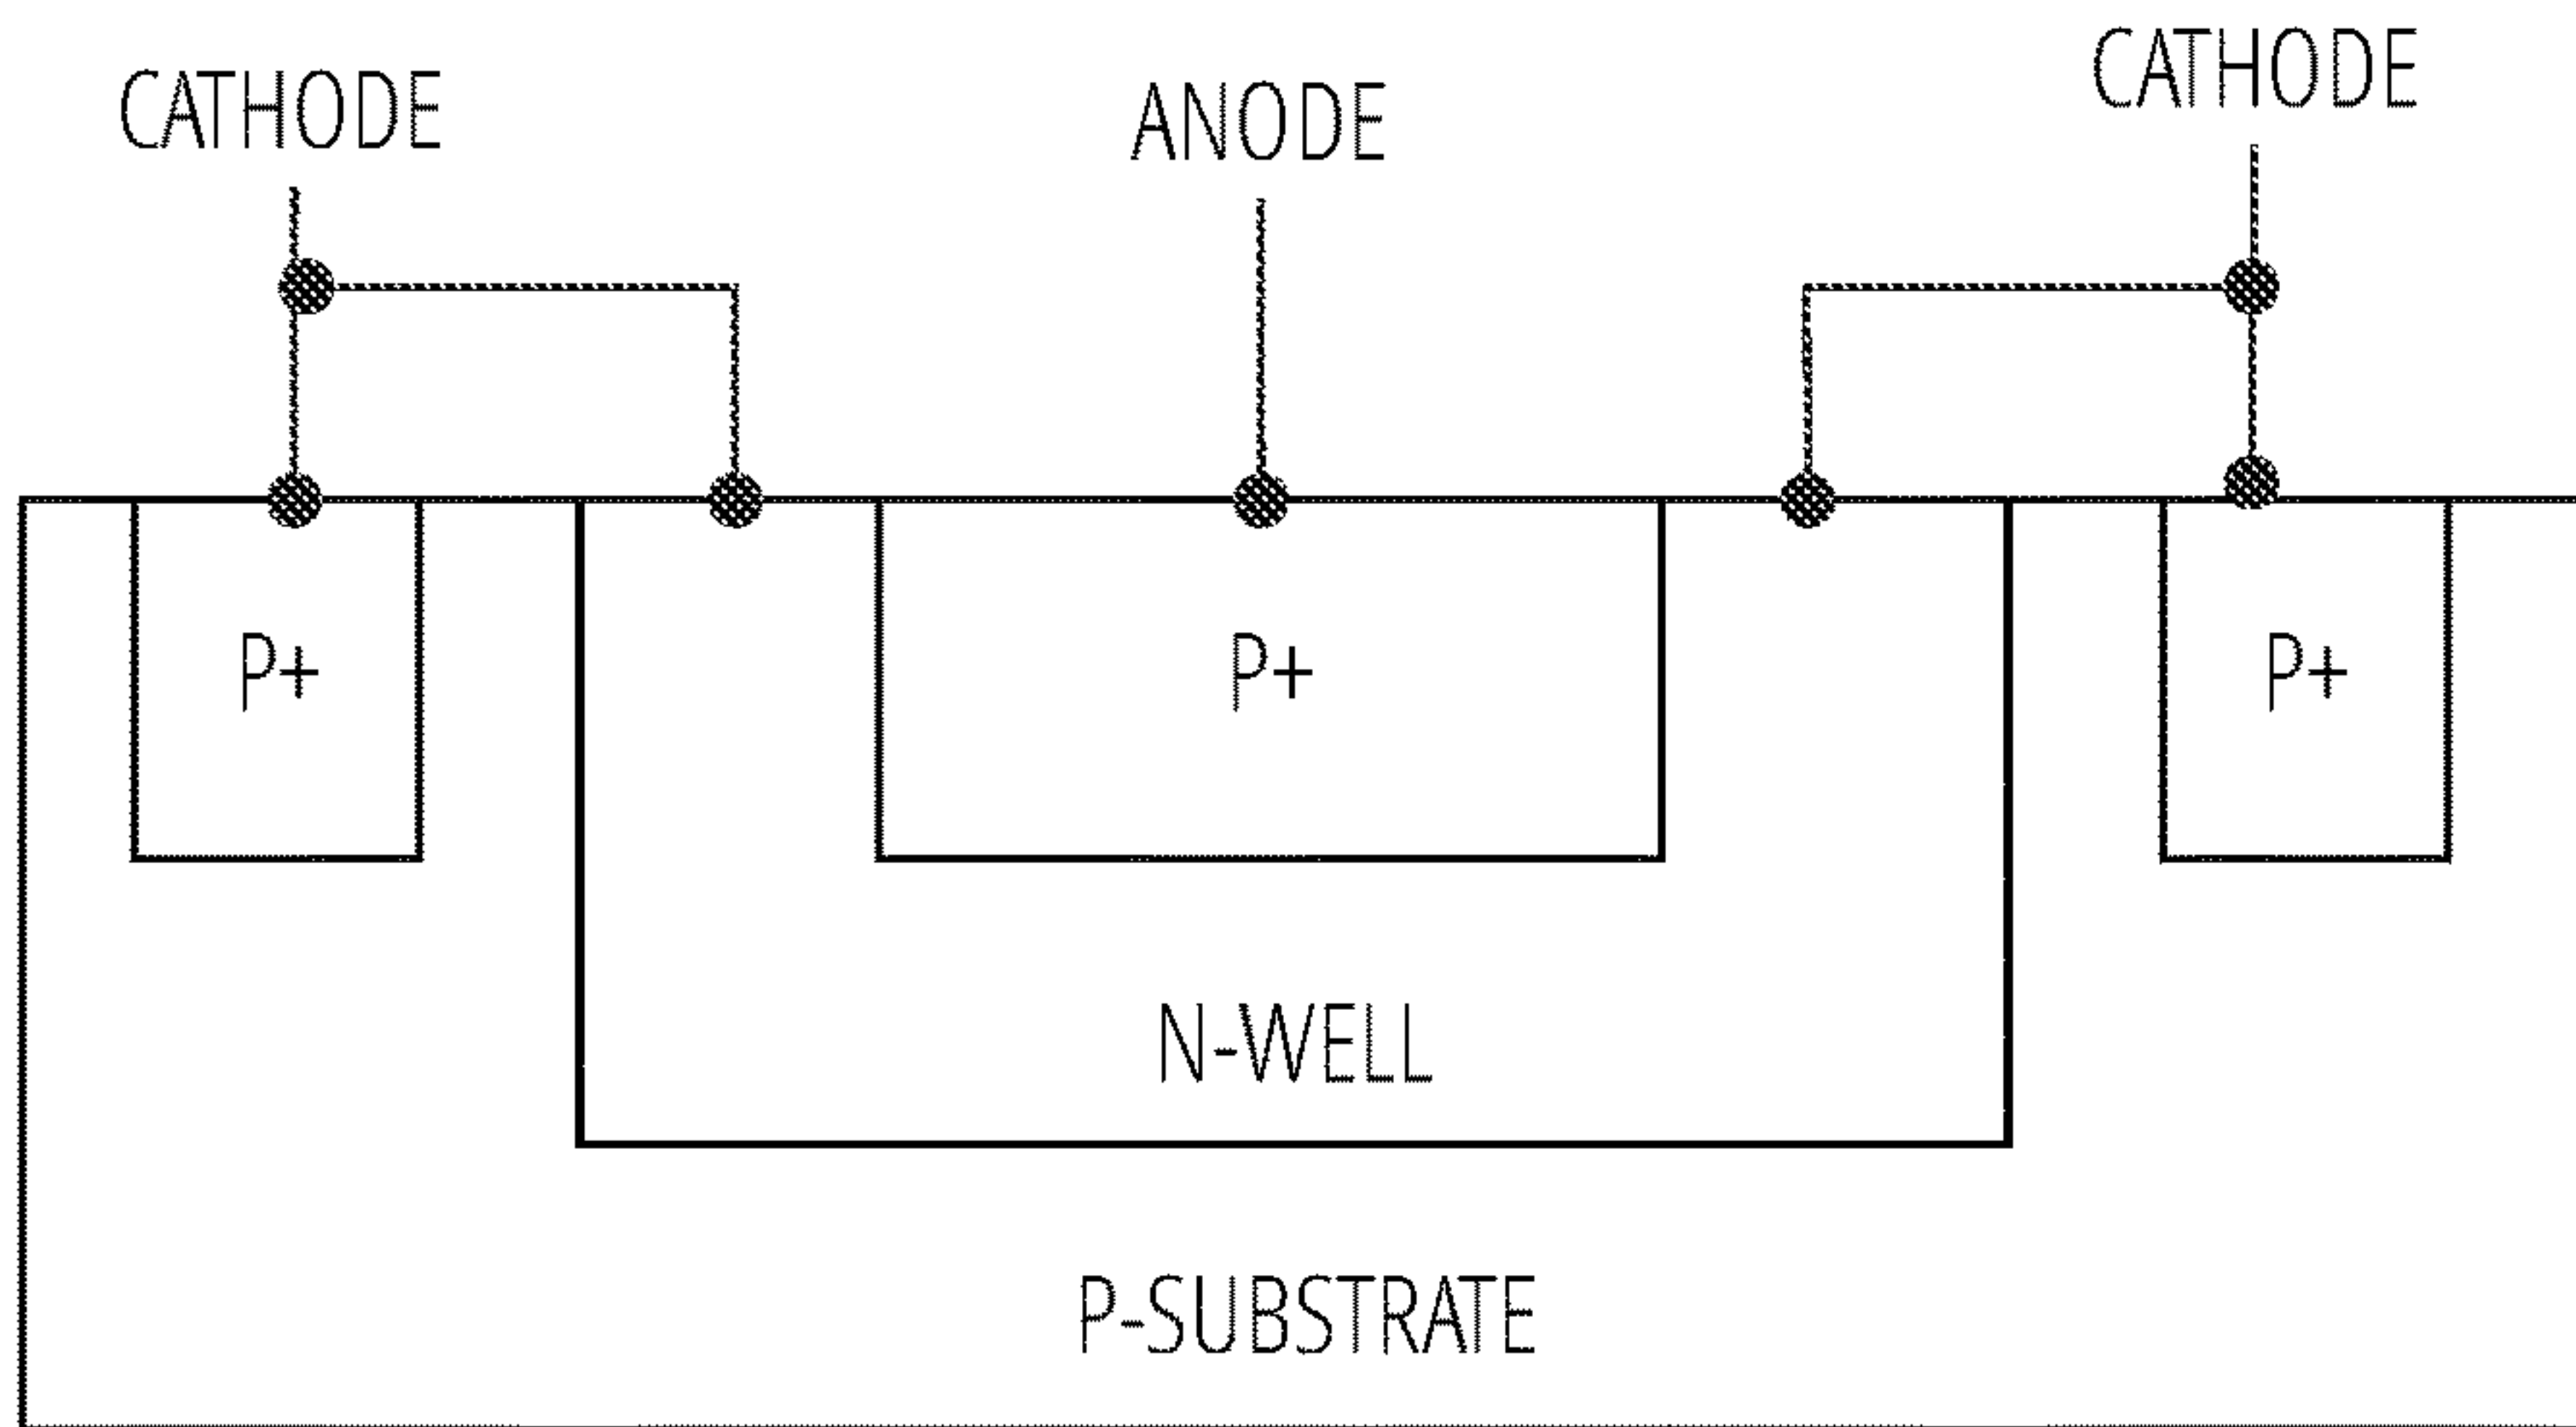 CATHODE
ANODE
CATHODE
P+
P+
P+
N-WELL
P-SUBSTRATE